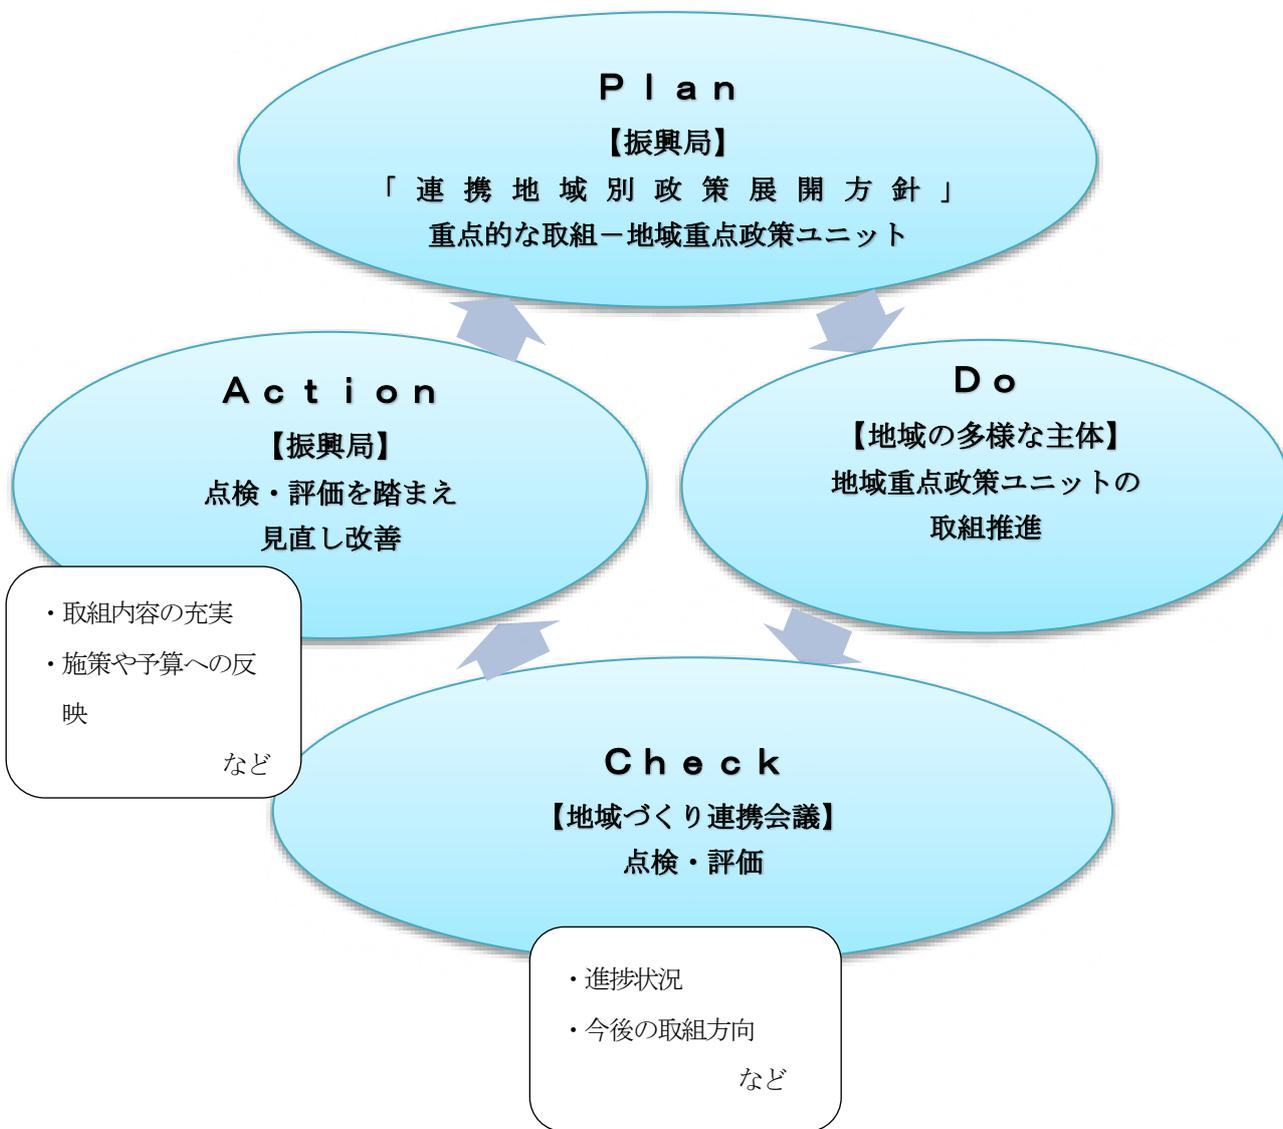 Ｐｌａｎ
【振興局】
「連携地域別政策展開方針」
重点的な取組－地域重点政策ユニット
Ａｃｔｉｏｎ
【振興局】
点検・評価を踏まえ
見直し改善
・取組内容の充実
・施策や予算への反
映
など
Ｄｏ
【地域の多様な主体】
地域重点政策ユニットの
取組推進
Ｃｈｅｃｋ
【地域づくり連携会議】
点検・評価
・進捗状況
・今後の取組方向
など